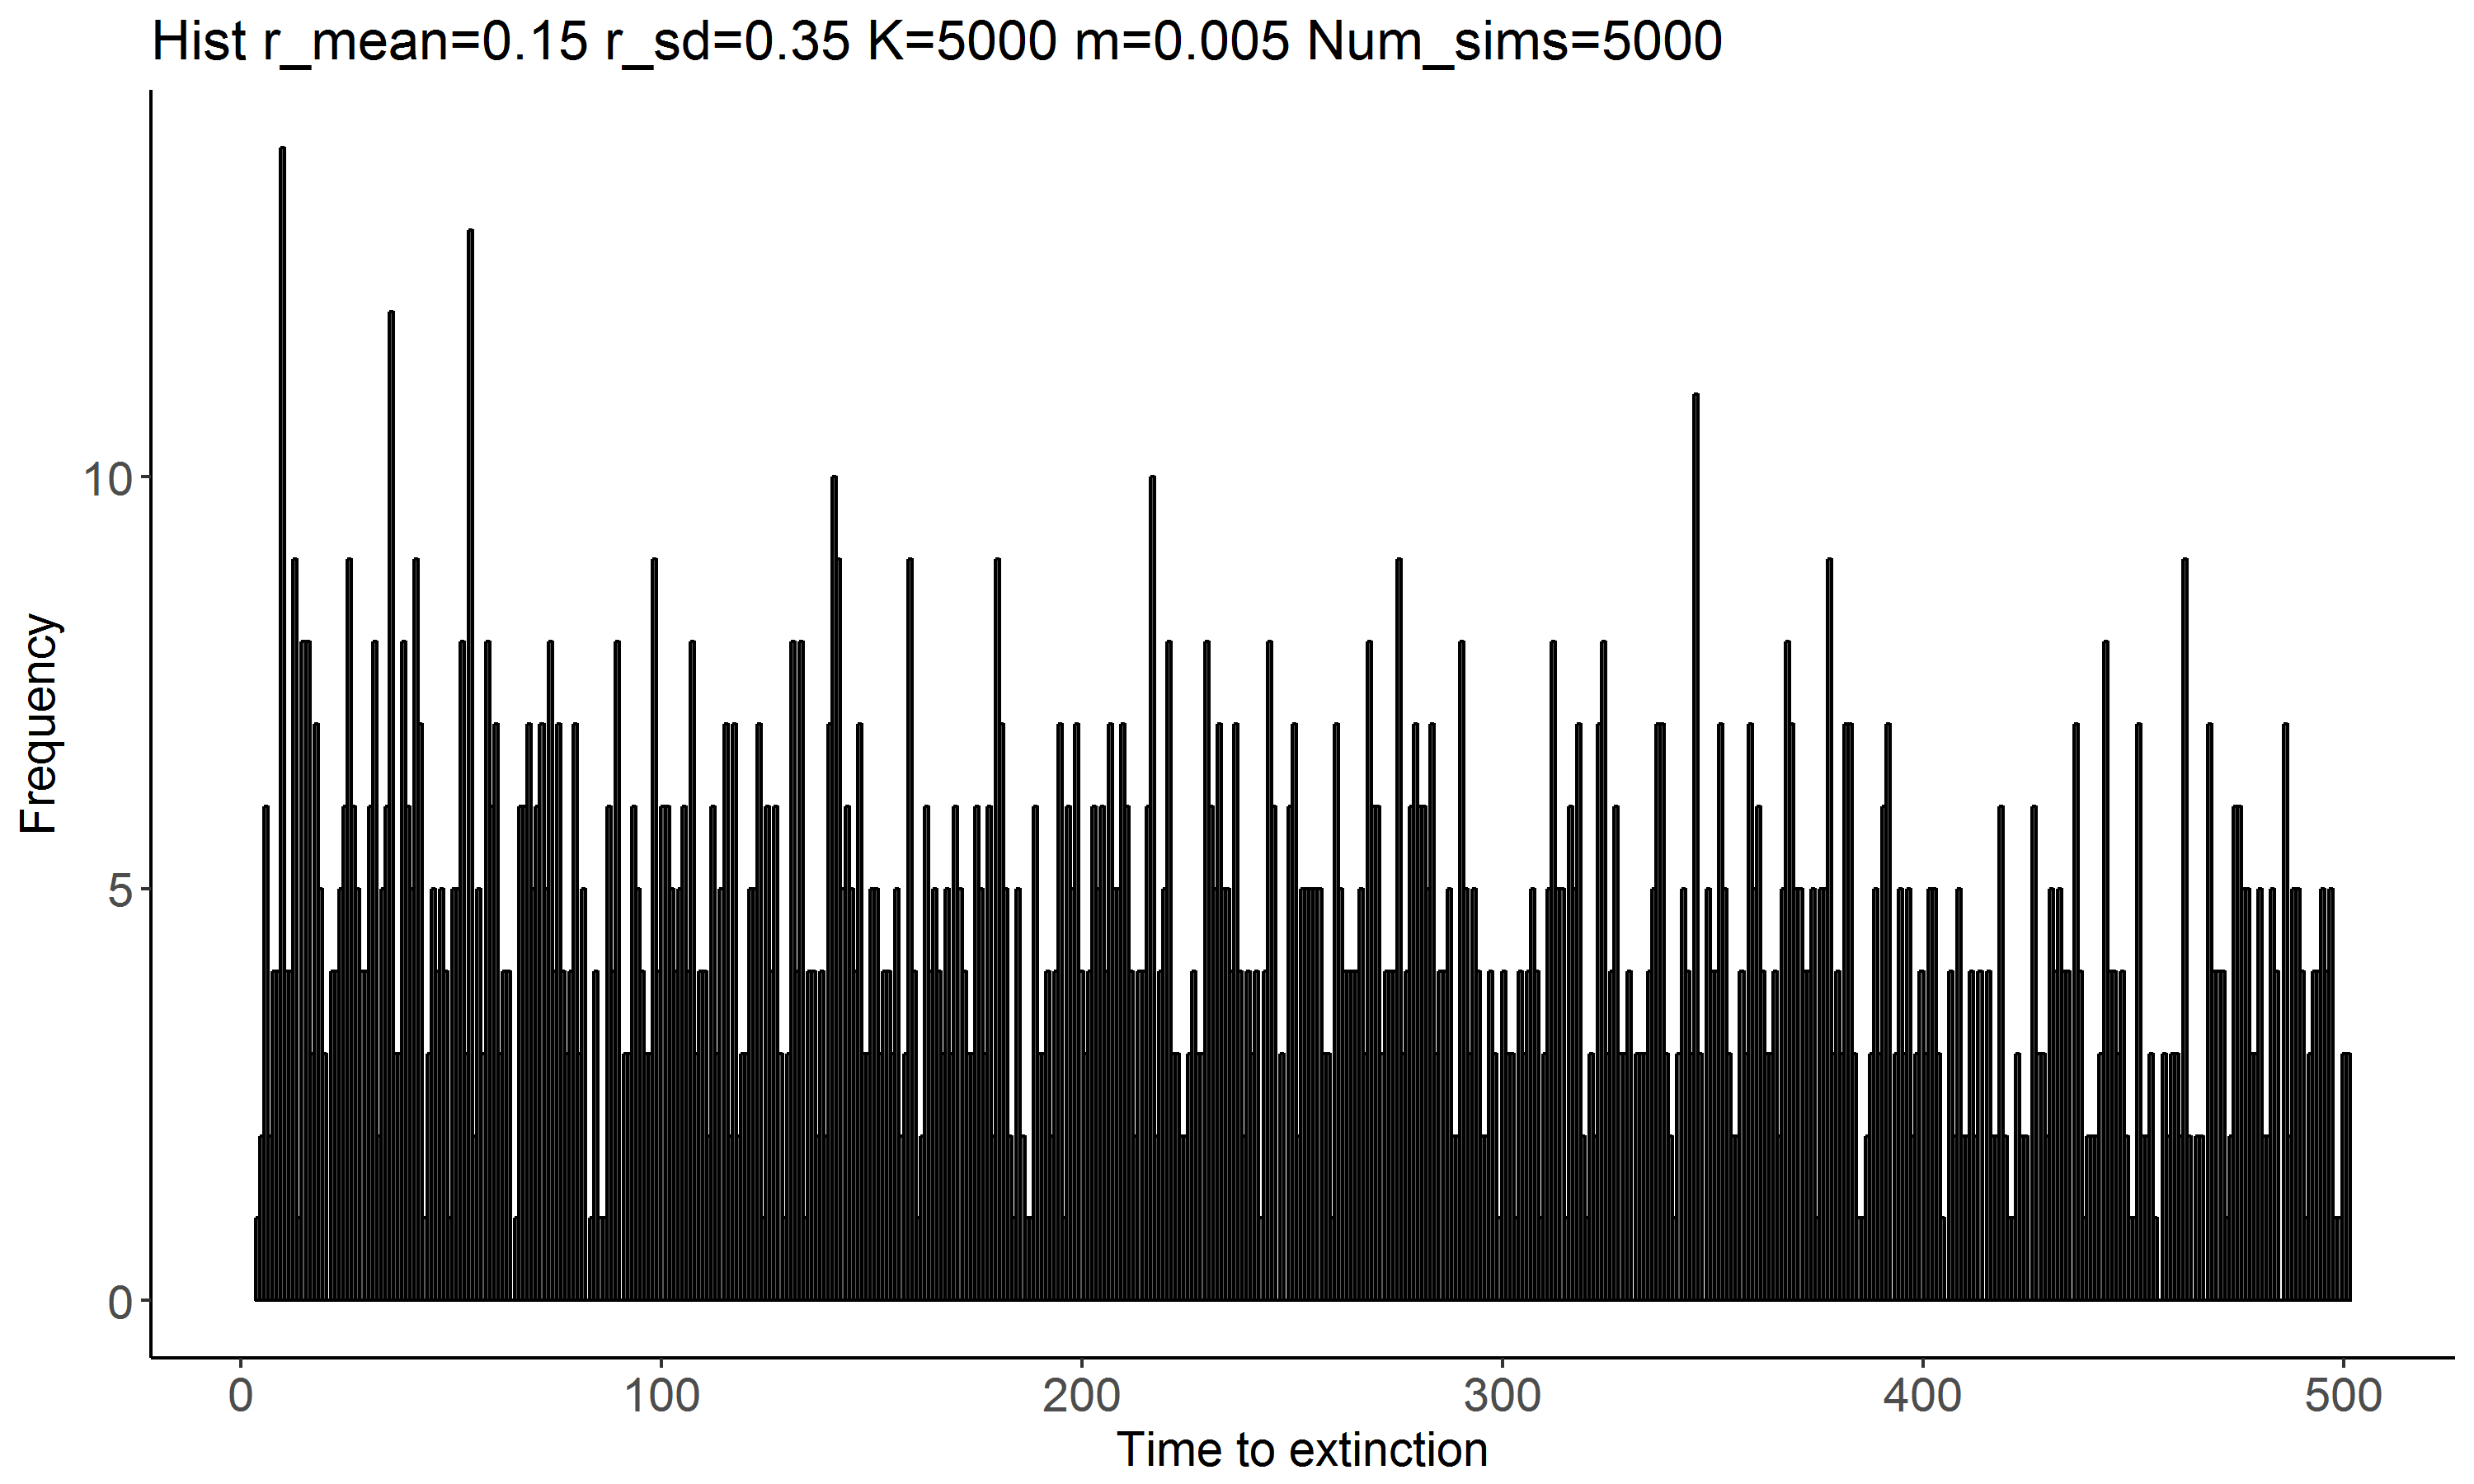 Hist r_mean=0.15 r_sd=0.35 K=5000 m=0.005 Num_sims=5000
10
5
0
Frequency
0 100 200 300 400 500
Time to extinction